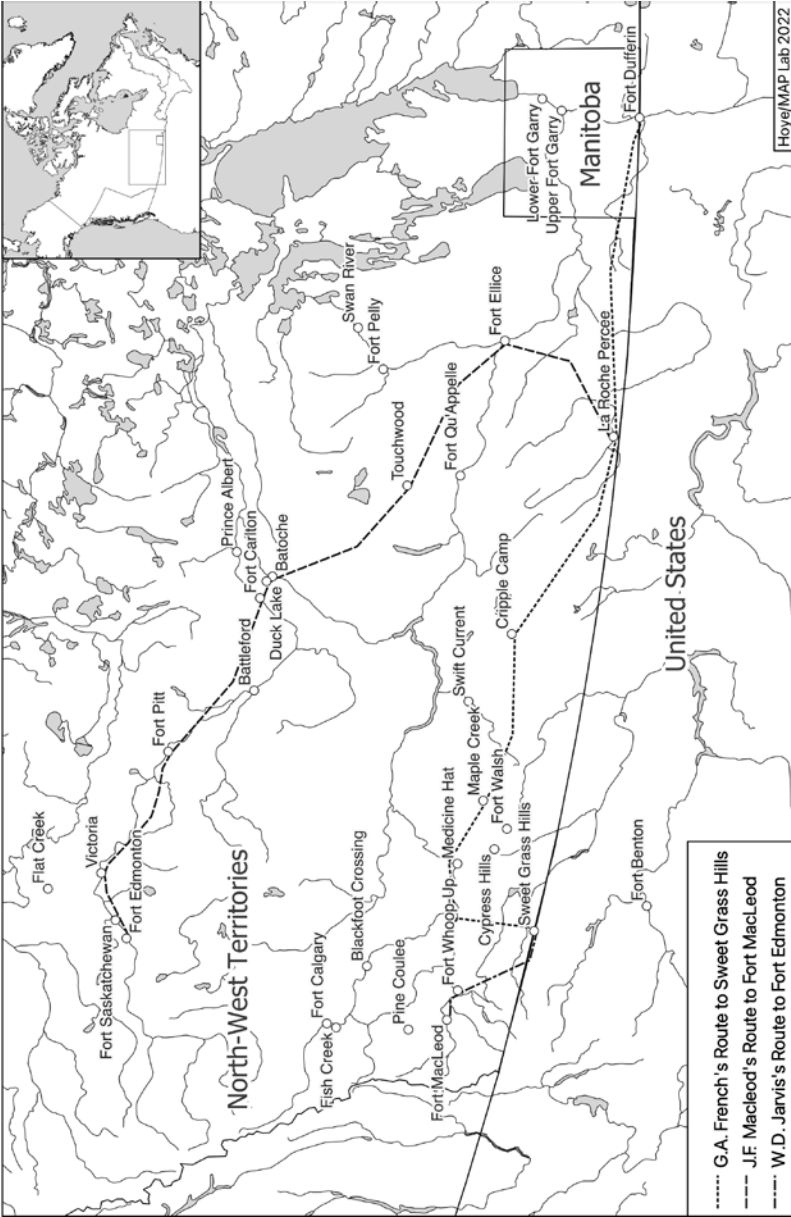 Flat Creek
Victoria
Fort Saskatchewan
Fort Edmonton
Fort Pitt
Battleford
Prince Albert
Fort Carlton
Duck Lake
Batoche
Swan River
Fort Pelly
Touchwood
North-West Territories
Fish Creek
Fort Calgary
Blackfoot Crossing
Pine Coulee
Fort MacLeod
Fort Whoop-Up
Medicine Hat
Cypress Hills
Maple Creek
Swift Current
Fort Walsh
Sweet Grass Hills
Cripple Camp
Fort Qu'Appelle
Fort Ellice
La Roche Percee
Lower Fort Garry
Upper Fort Garry
Manitoba
Fort Dufferin
United States
Fort Benton
G.A. French's Route to Sweet Grass Hills
J.F. Macleod's Route to Fort MacLeod
W.D. Jarvis's Route to Fort Edmonton
Hoye/MAP Lab 2022